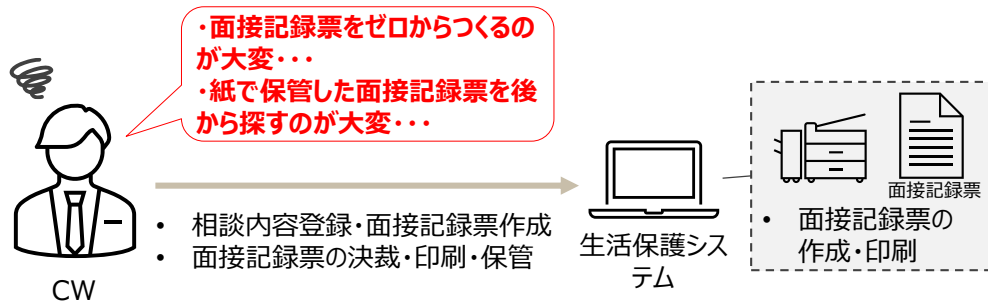 ・面接記録票をゼロからつくるの
が大変・・・
・紙で保管した面接記録票を後
から探すのが大変・・・
面接記録票
• 相談内容登録・面接記録票作成
• 面接記録票の決裁・印刷・保管
生活保護シス
テム
• 面接記録票の
作成・印刷
CW